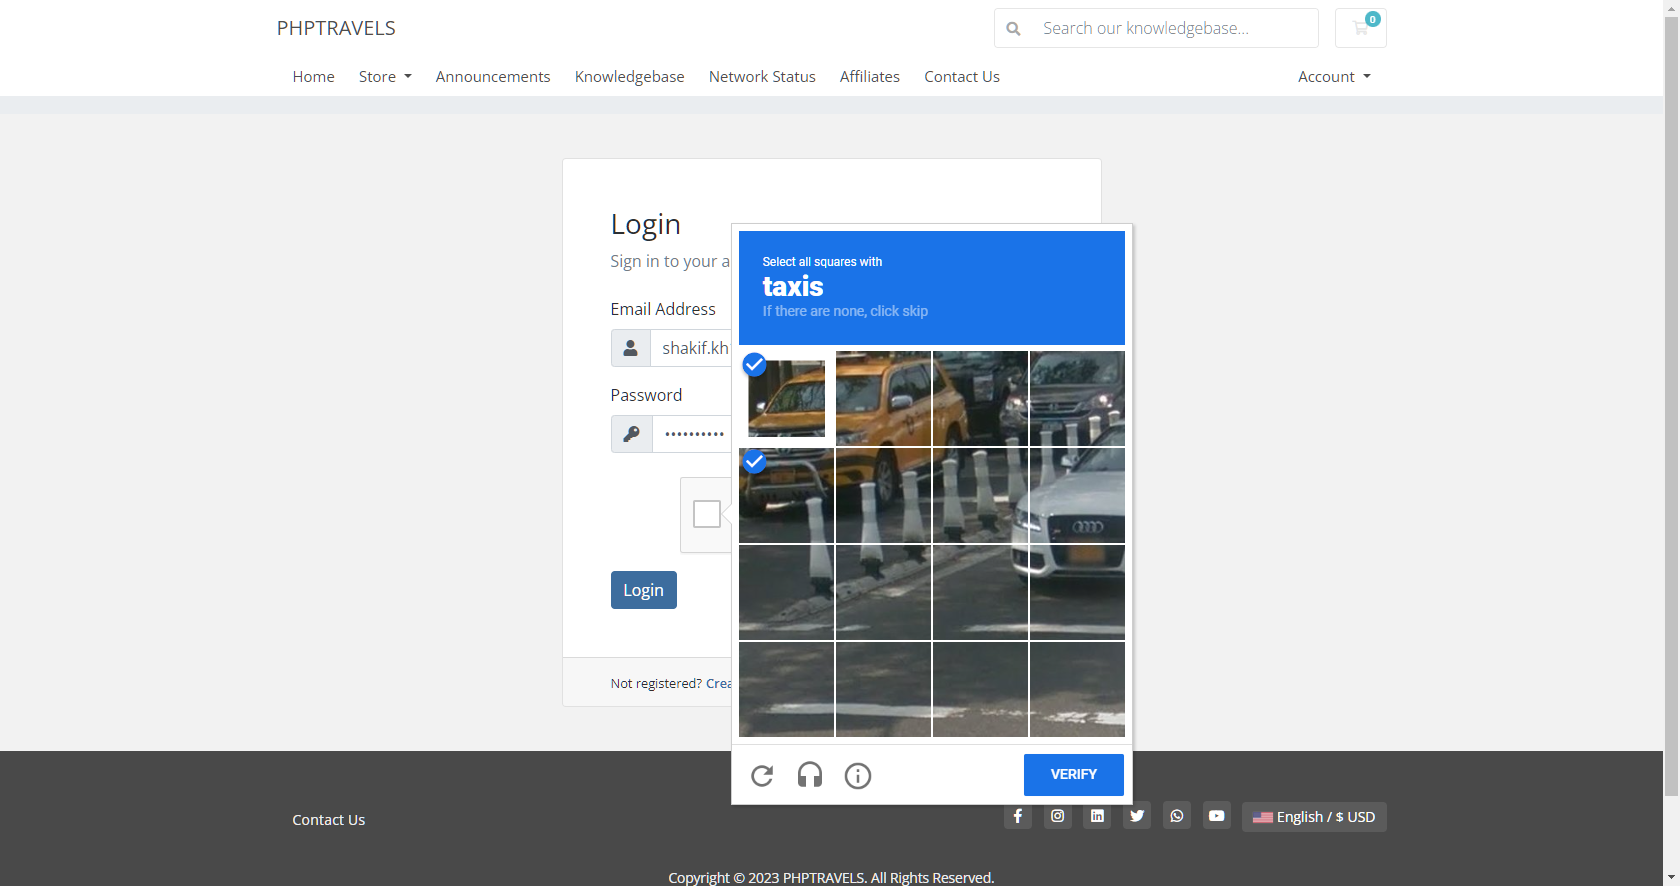 PHPTRAVELS
Search our knowledgebase...
0
Home
Store
Announcements
Knowledgebase
Network Status
Affiliates
Contact Us
Account
Login
Sign in to your a
Email Address
shakif.kh
Password
Login
Not registered? Crea
Select all squares with
taxis
If there are none, click skip
VERIFY
Contact Us
English / $ USD
Copyright © 2023 PHPTRAVELS. All Rights Reserved.